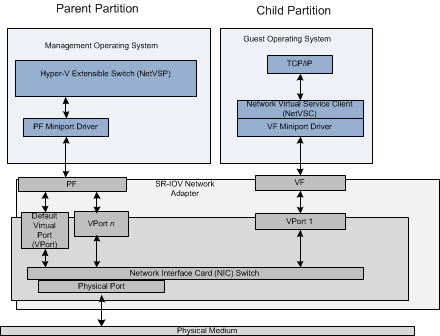 Parent Partition
Child Partition
Management Operating System
Hyper-V Extensible Switch (NetVSP)
PF Miniport Driver
Guest Operating System
TCP/IP
Network Virtual Service Client
(NetVSC)
VF Miniport Driver
PF
SR-IOV Network
Adapter
VF
Default
Virtual
Port
(VPort)
VPort n
VPort 1
Network Interface Card (NIC) Switch
Physical Port
Physical Medium